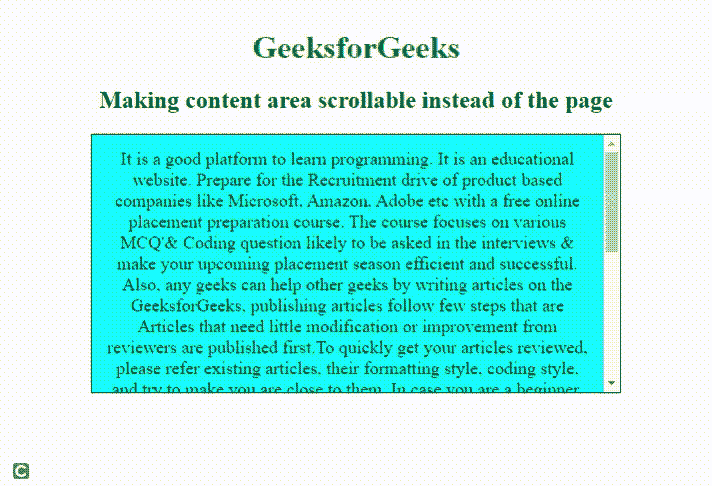 GeeksforGeeks
Making content area scrollable instead of the page
It is a good platform to learn programming. It is an educational
website. Prepare for the Recruitment drive of product based
companies like Microsoft, Amazon, Adobe etc with a free online
placement preparation course. The course focuses on various
MCQ'& Coding question likely to be asked in the interviews &
make your upcoming placement season efficient and successful.
Also, any geeks can help other geeks by writing articles on the
GeeksforGeeks, publishing articles follow few steps that are
Articles that need little modification or improvement from
reviewers are published first.To quickly get your articles reviewed,
please refer existing articles, their formatting style, coding style,
and try to make you are close to them. In case you are a beginner,
C